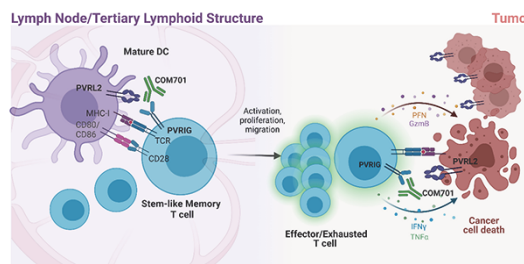 Lymph Node/Tertiary Lymphoid Structure
Tumo
Mature DC
PVRL2
COM701
MHC-I
CD80/
CD86
PVRIG
TCR
CD28
Stem-like Memory
T cell
Activation,
proliferation,
migration
PFN
GzmB
PVRIG
PVRL2
COM701
IFNγ
TNFα
Effector/Exhausted
T cell
Cancer
cell death